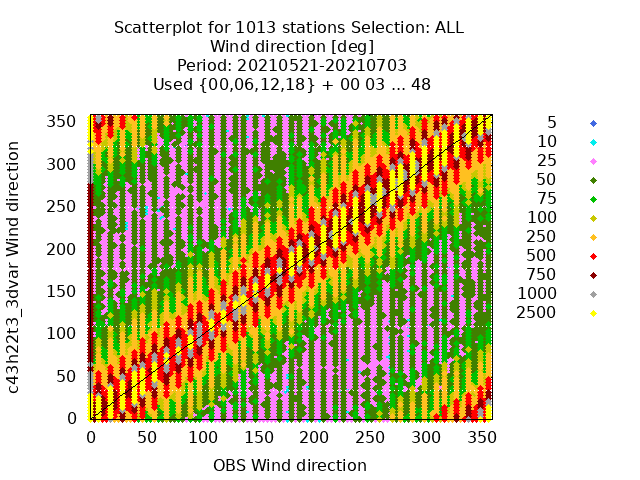 Scatterplot for 1013 stations Selection: ALL
Wind direction [deg]
Period: 20210521-20210703
Used {00,06,12,18} + 00 03 ... 48
c43h22t3_3dvar Wind direction
350
300
250
200
150
100
50
0
0 50 100 150 200 250 300 350
OBS Wind direction
5
10
25
50
75
100
250
500
750
1000
2500